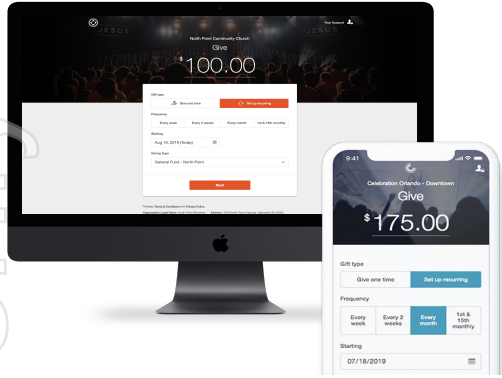 JESUS
JESUS
Your Account
North Point Community Church
Give
$100.00
Gift type
Give one time
Set up recurring
Frequency
Every week
Every 2 weeks
Every month
1st & 15th monthly
Starting
Aug 19, 2019 (Today)
Giving Type
General Fund - North Point
Next
9:41
Celebration Orlando - Downtown
Give
$175.00
Gift type
Give one time
Set up recurring
Frequency
Every
week
Every 2
weeks
Every
month
1st &
15th
monthly
Starting
07/18/2019